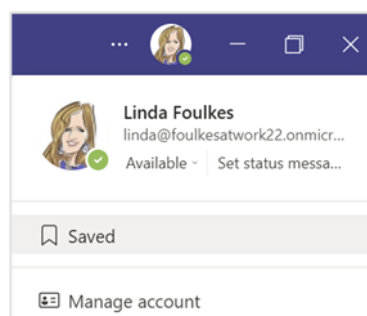 Linda Foulkes
linda@foulkesatwork22.onmicr...
Available Set status messa...
Saved
Manage account